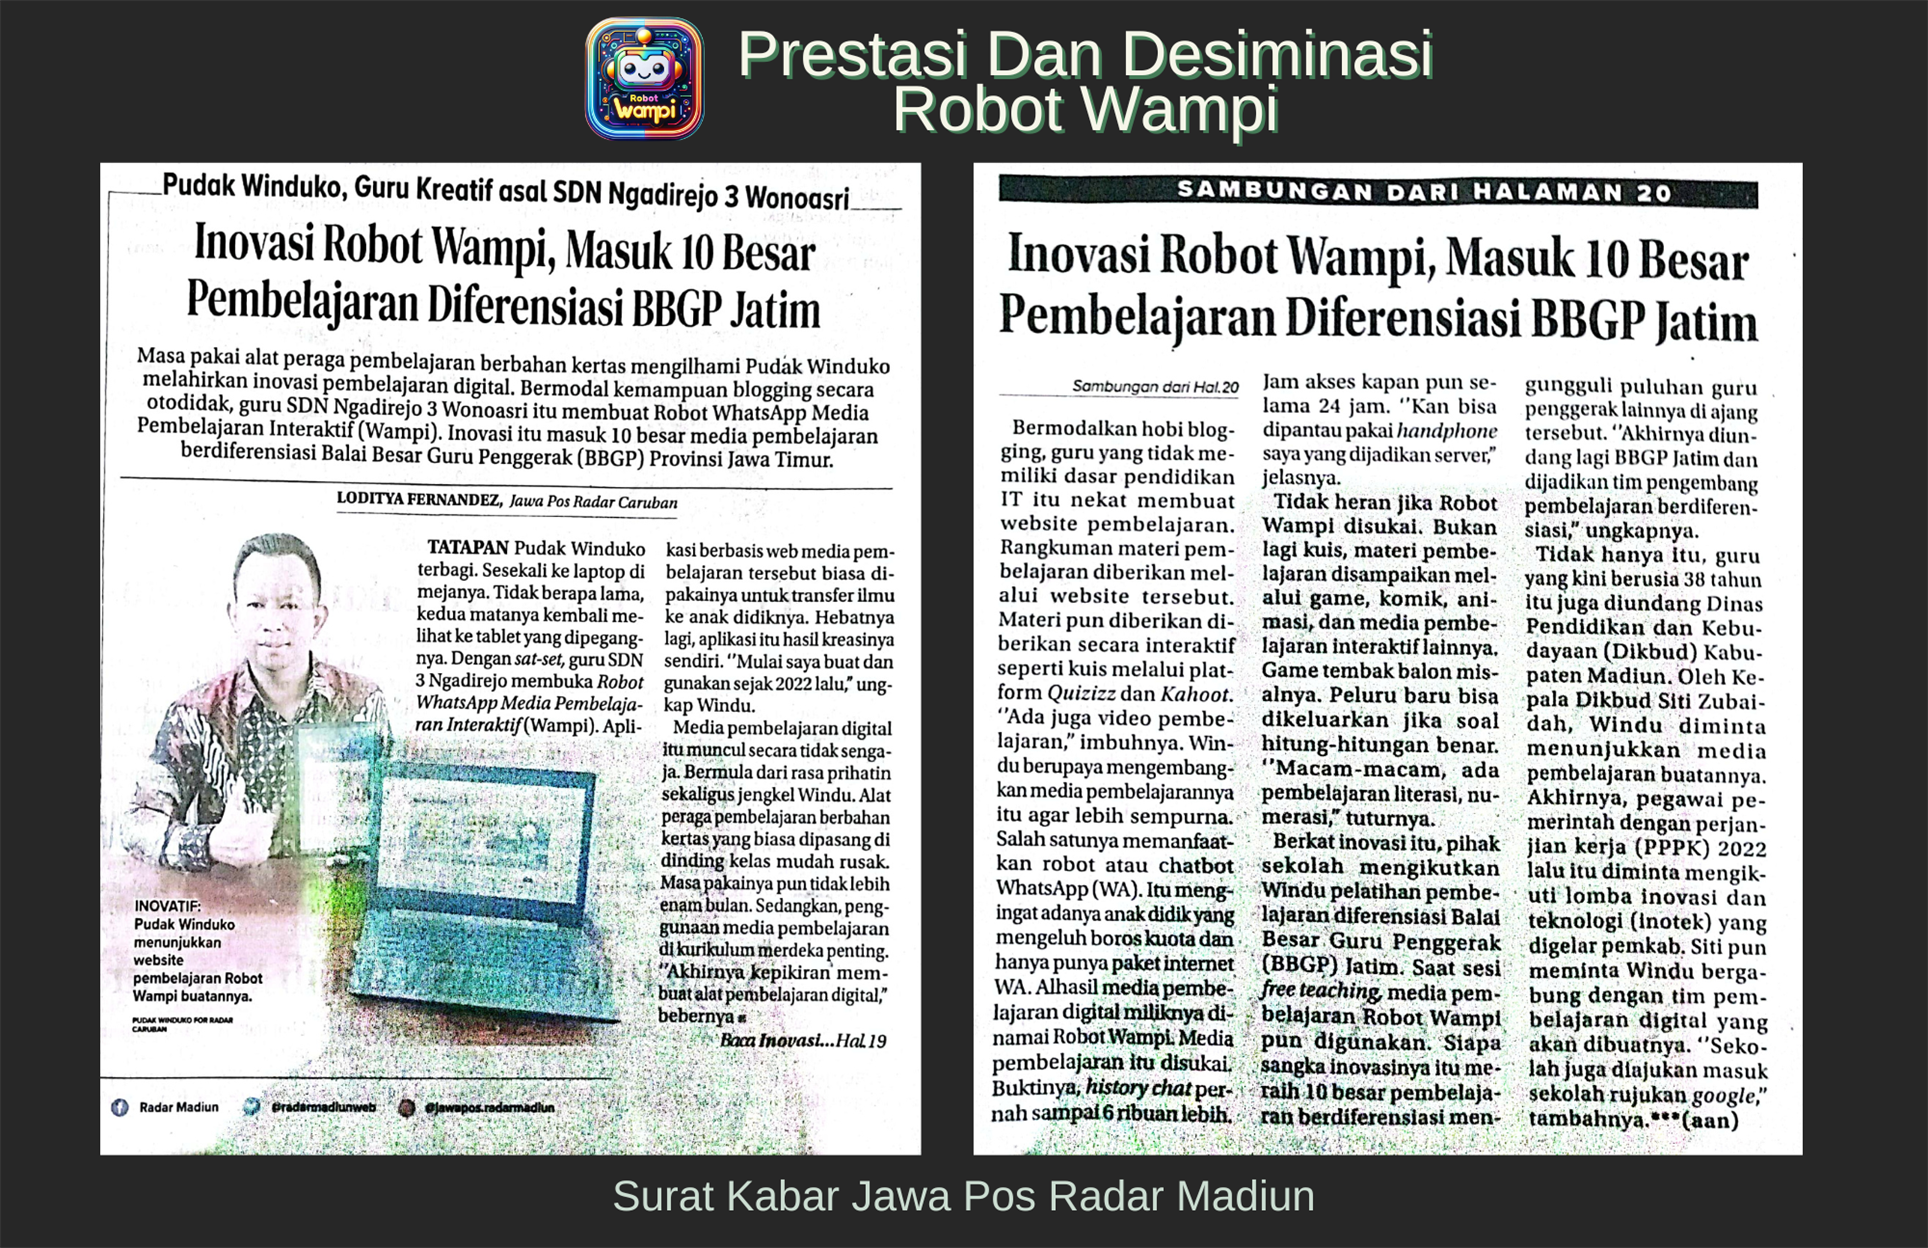 Robot
Wampi
Prestasi Dan Desiminasi
Robot Wampi
Pudak Winduko, Guru Kreatif asal SDN Ngadirejo 3 Wonoasri
Inovasi Robot Wampi, Masuk 10 Besar
Pembelajaran Diferensiasi BBGP Jatim
Masa pakai alat peraga pembelajaran berbahan kertas mengilhami Pudak Winduko
melahirkan inovasi pembelajaran digital. Bermodal kemampuan blogging secara
otodidak, guru SDN Ngadirejo 3 Wonoasri itu membuat Robot WhatsApp Media
Pembelajaran Interaktif (Wampi). Inovasi itu masuk 10 besar media pembelajaran
berdiferensiasi Balai Besar Guru Penggerak (BBGP) Provinsi Jawa Timur.
LODITYA FERNANDEZ, Jawa Pos Radar Caruban
TATAPAN Pudak Winduko
terbagi. Sesekali ke laptop di
mejanya. Tidak berapa lama,
kedua matanya kembali me-
lihat ke tablet yang dipegang-
nya. Dengan sat-set, guru SDN
3 Ngadirejo membuka Robot
WhatsApp Media Pembelaja-
ran Interaktif (Wampi). Apli-
kasi berbasis web media pem-
belajaran tersebut biasa di-
pakainya untuk transfer ilmu
ke anak didiknya. Hebatnya
lagi, aplikasi itu hasil kreasinya
sendiri. "Mulai saya buat dan
gunakan sejak 2022 lalu," ung-
kap Windu.
Media pembelajaran digital
itu muncul secara tidak senga-
ja. Bermula dari rasa prihatin
sekaligus jengkel Windu. Alat
peraga pembelajaran berbahan
kertas yang biasa dipasang di
dinding kelas mudah rusak.
Masa pakainya pun tidak lebih
enam bulan. Sedangkan, peng-
gunaan media pembelajaran
di kurikulum merdeka penting.
"Akhirnya kepikiran mem-
buat alat pembelajaran digital,"
bebernya
Baca Inovasi...Hal.19
INOVATIF:
Pudak Winduko
menunjukkan
website
pembelajaran Robot
Wampi buatannya.
PUDAK WINDUKO FOR RADAR
CARUBAN
Radar Madiun
@radarmadiunweb
@jawapos.radarmadiun
SAMBUNGAN DARI HALAMAN 20
Inovasi Robot Wampi, Masuk 10 Besar
Pembelajaran Diferensiasi BBGP Jatim
Sambungan dari Hal.20
Bermodalkan hobi blog-
ging, guru yang tidak me-
miliki dasar pendidikan
IT itu nekat membuat
website pembelajaran.
Rangkuman materi pem-
belajaran diberikan mel-
alui website tersebut.
Materi pun diberikan di-
berikan secara interaktif
seperti kuis melalui plat-
form Quizizz dan Kahoot.
"Ada juga video pembe-
lajaran," imbuhnya. Win-
du berupaya mengembang-
kan media pembelajarannya
itu agar lebih sempurna.
Salah satunya memanfaat-
kan robot atau chatbot
WhatsApp (WA). Itu meng-
ingat adanya anak didik yang
mengeluh boros kuota dan
hanya punya paket internet
WA. Alhasil media pembe-
lajaran digital miliknya di-
namai Robot Wampi. Media
pembelajaran itu disukai.
Buktinya, history chat per-
nah sampai 6 ribuan lebih.
Jam akses kapan pun se-
lama 24 jam. "Kan bisa
dipantau pakai handphone
saya yang dijadikan server,"
jelasnya.
Tidak heran jika Robot
Wampi disukai. Bukan
lagi kuis, materi pembe-
lajaran disampaikan mel-
alui game, komik, ani-
masi, dan media pembe-
lajaran interaktif lainnya.
Game tembak balon mis-
alnya. Peluru baru bisa
dikeluarkan jika soal
hitung-hitungan benar.
"Macam-macam, ada
pembelajaran literasi, nu-
merasi," tuturnya.
Berkat inovasi itu, pihak
sekolah mengikutkan
Windu pelatihan pembe-
lajaran diferensiasi Balai
Besar Guru Penggerak
(BBGP) Jatim. Saat sesi
free teaching, media pem-
belajaran Robot Wampi
pun digunakan. Siapa
sangka inovasinya itu me-
raih 10 besar pembelaja-
ran berdiferensiasi men-
gungguli puluhan guru
penggerak lainnya di ajang
tersebut. "Akhirnya diun-
dang lagi BBGP Jatim dan
dijadikan tim pengembang
pembelajaran berdiferen-
siasi," ungkapnya.
Tidak hanya itu, guru
yang kini berusia 38 tahun
itu juga diundang Dinas
Pendidikan dan Kebu-
dayaan (Dikbud) Kabu-
paten Madiun. Oleh Ke-
pala Dikbud Siti Zubai-
dah, Windu diminta
menunjukkan media
pembelajaran buatannya.
Akhirnya, pegawai pe-
merintah dengan perjan-
jian kerja (PPPK) 2022
lalu itu diminta mengik-
uti lomba inovasi dan
teknologi (inotek) yang
digelar pemkab. Siti pun
meminta Windu berga-
bung dengan tim pem-
belajaran digital yang
akan dibuatnya. "Seko-
lah juga diajukan masuk
sekolah rujukan google,"
tambahnya.***(aan)
Surat Kabar Jawa Pos Radar Madiun